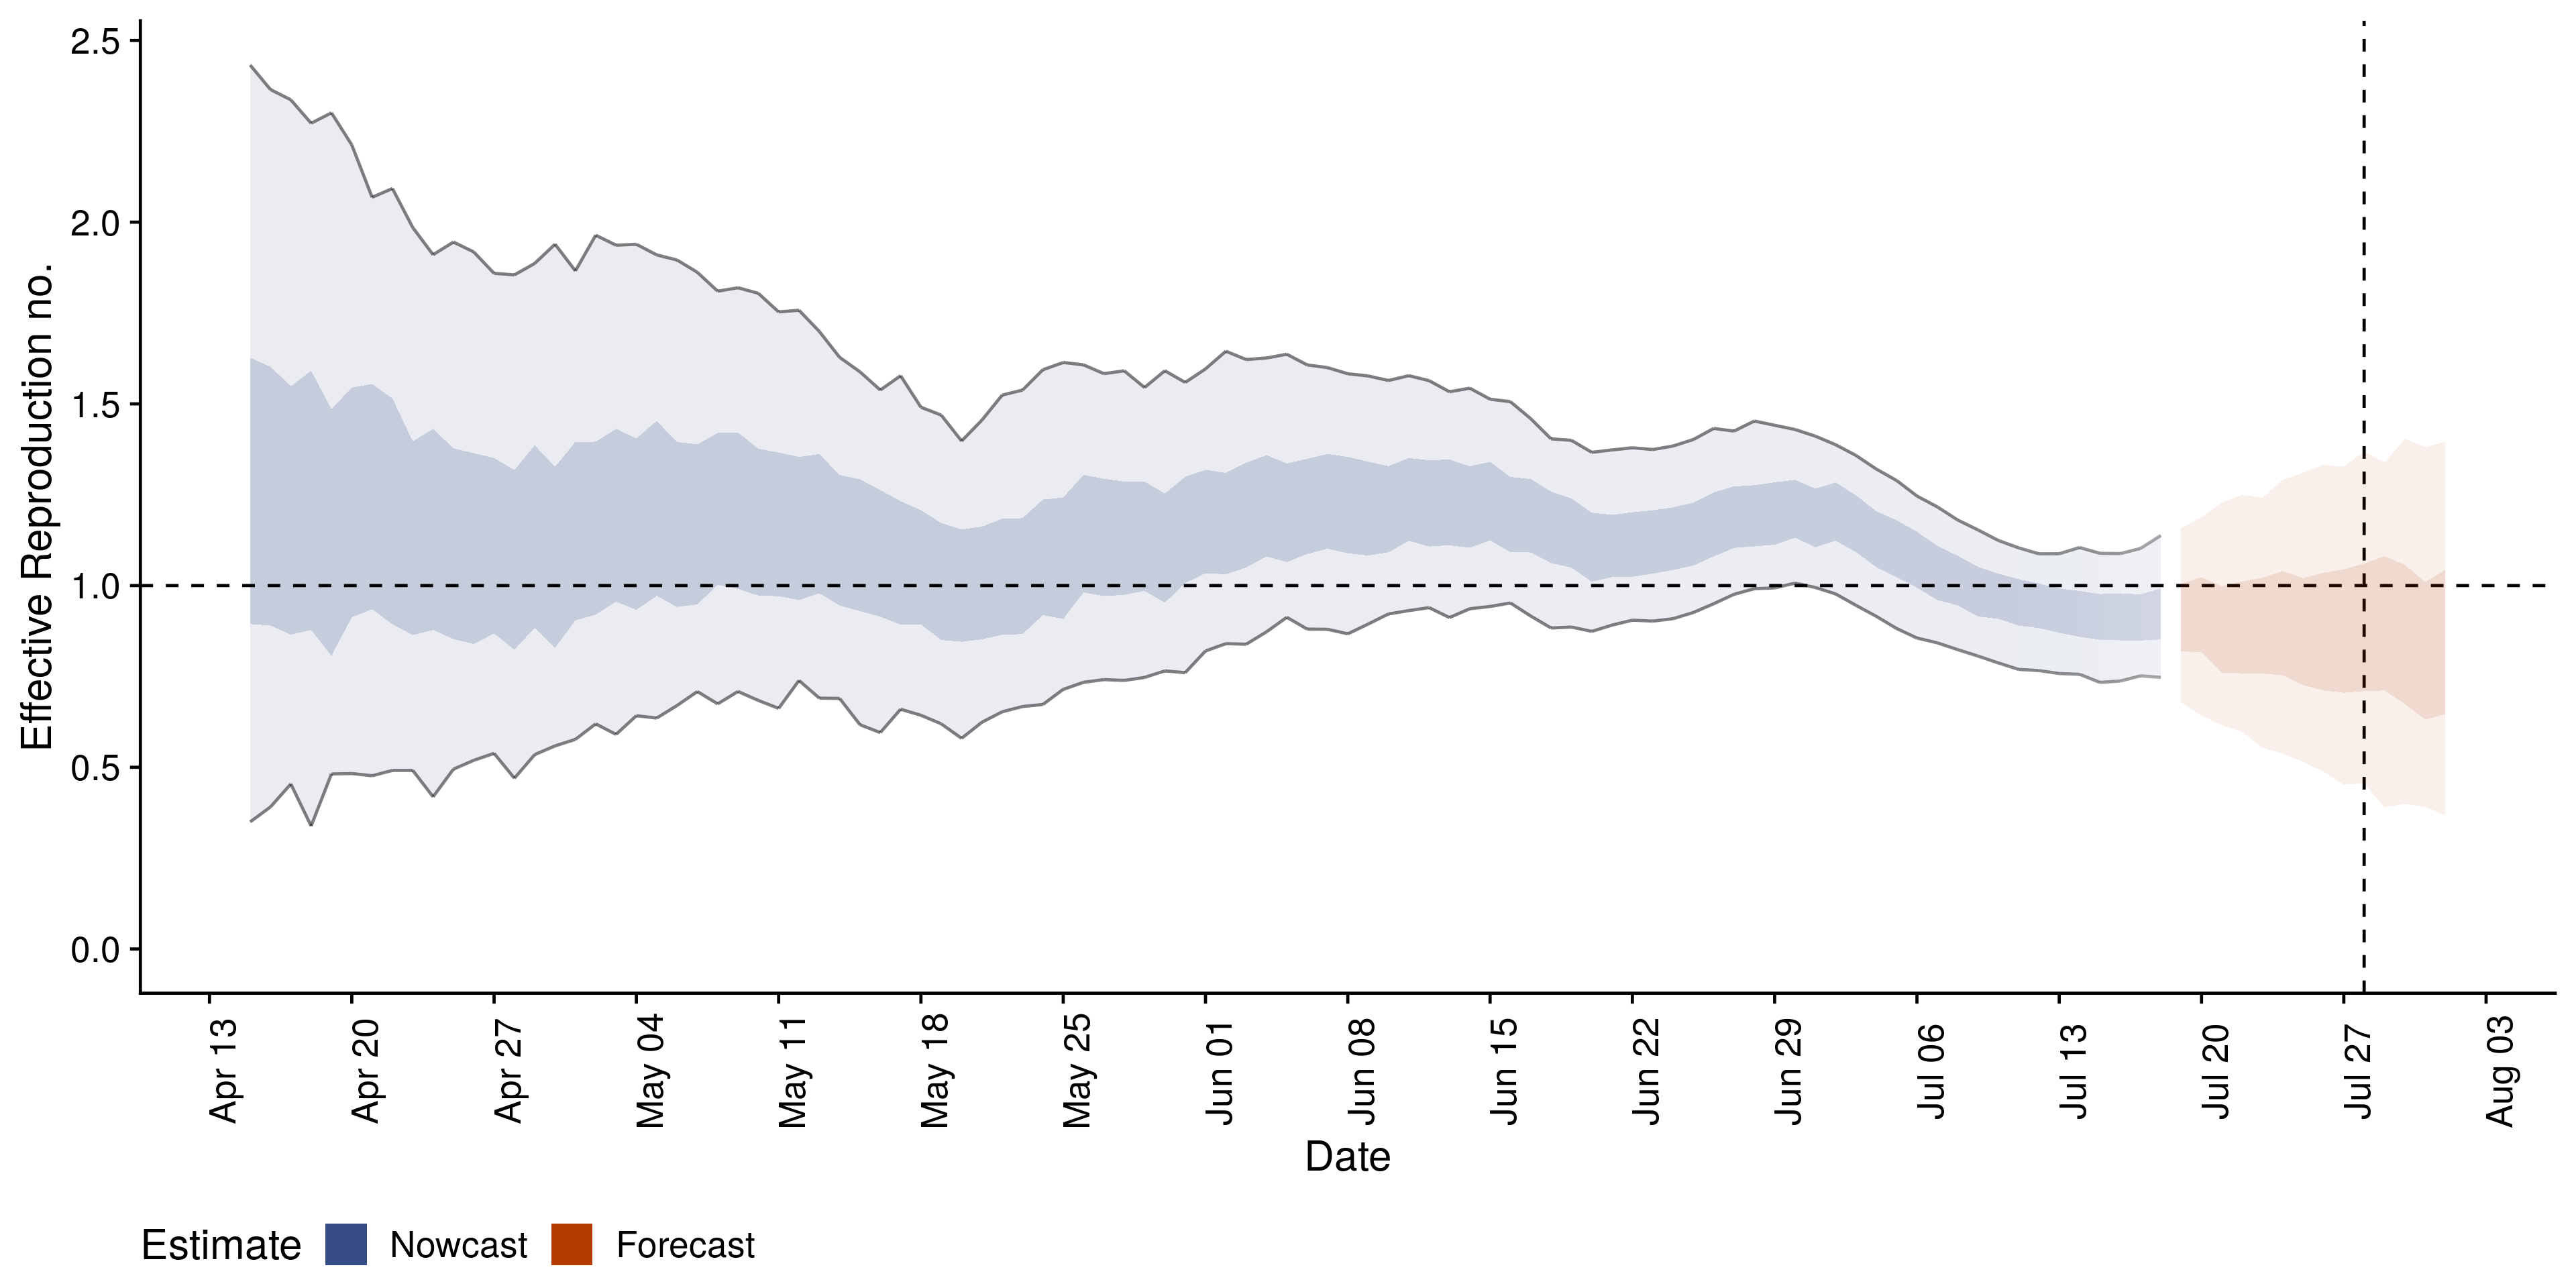 Effective Reproduction no.
2.5
2.0
1.5
1.0
0.5
0.0
Apr 13
Apr 20
Apr 27
May 04
May 11
May 18
May 25
Jun 01
Jun 08
Jun 15
Jun 22
Jun 29
Jul 06
Jul 13
Jul 20
Jul 27
Aug 03
Date
Estimate Nowcast Forecast